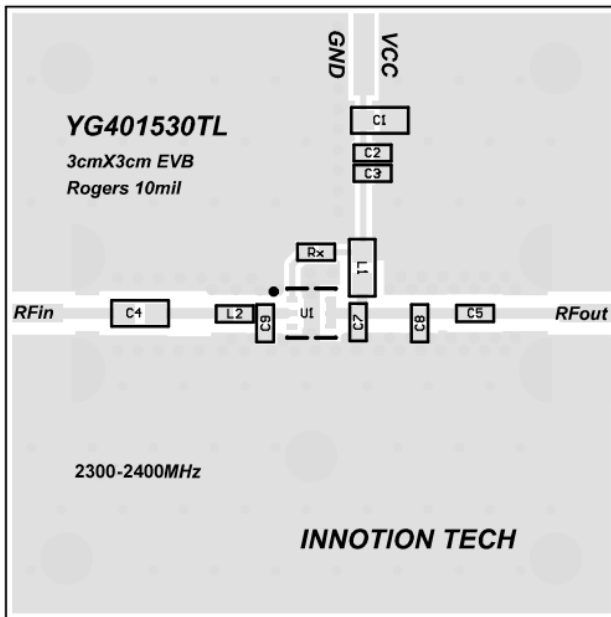 GND
VCC
YG401530TL
3cmX3cm EVB
Rogers 10mil
C1
C2
C3
Rx
L1
RFin
C4
L2
C9
U1
C7
C8
C5
RFout
2300-2400MHz
INNOTION TECH